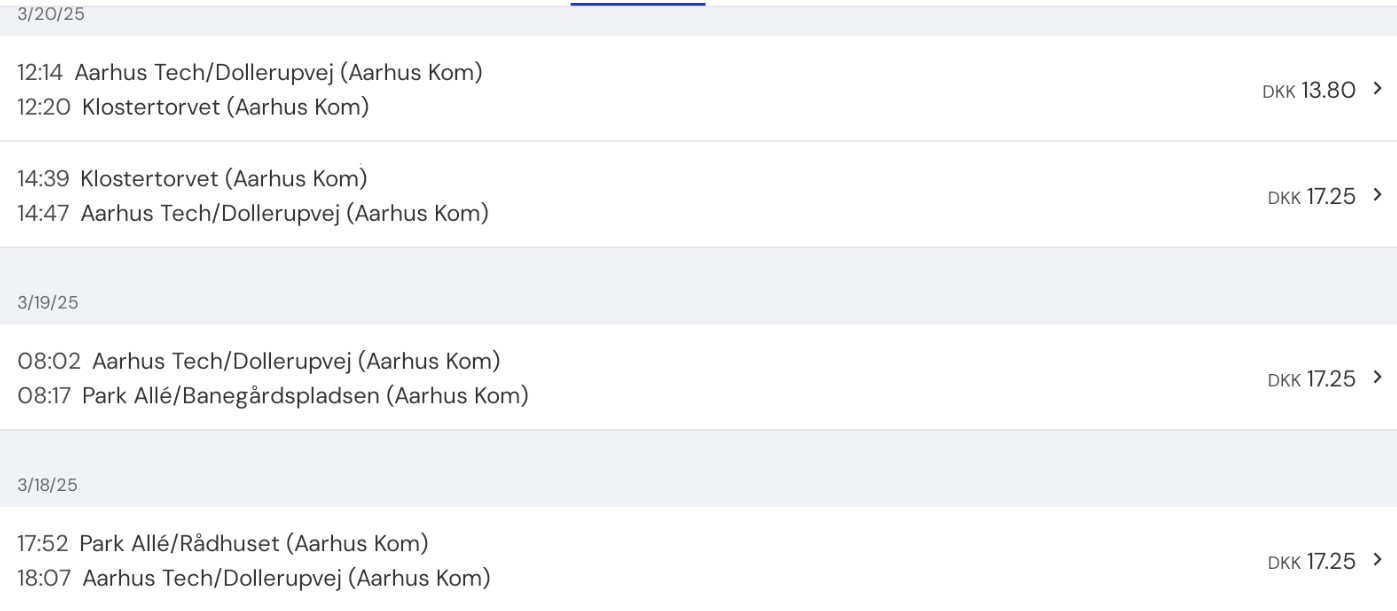 3/20/25
12:14 Aarhus Tech/Dollerupvej (Aarhus Kom)
12:20 Klostertorvet (Aarhus Kom)
DKK 13.80
14:39 Klostertorvet (Aarhus Kom)
14:47 Aarhus Tech/Dollerupvej (Aarhus Kom)
DKK 17.25
3/19/25
08:02 Aarhus Tech/Dollerupvej (Aarhus Kom)
08:17 Park Allé/Banegårdspladsen (Aarhus Kom)
DKK 17.25
3/18/25
17:52 Park Allé/Rådhuset (Aarhus Kom)
18:07 Aarhus Tech/Dollerupvej (Aarhus Kom)
DKK 17.25